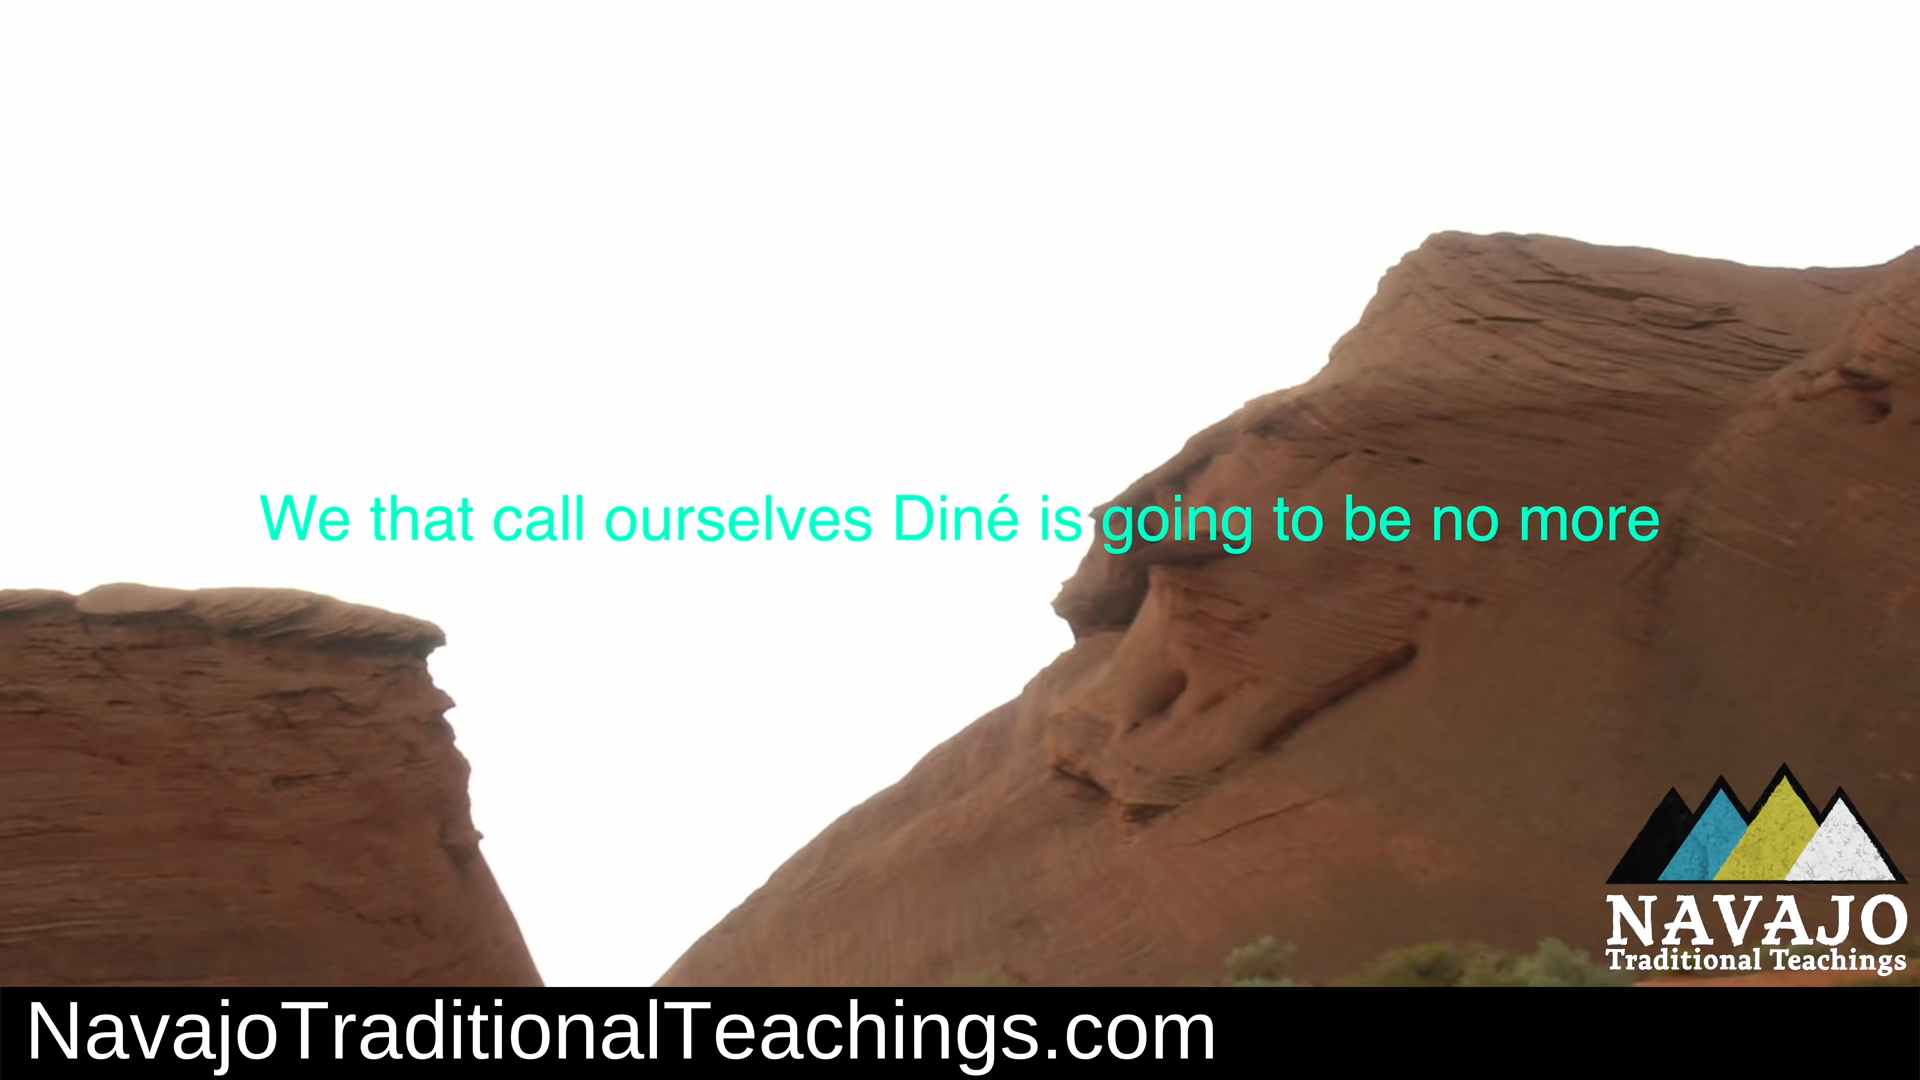 We that call ourselves Diné is going to be no more
NAVAJO
Traditional Teachings
NavajoTraditionalTeachings.com